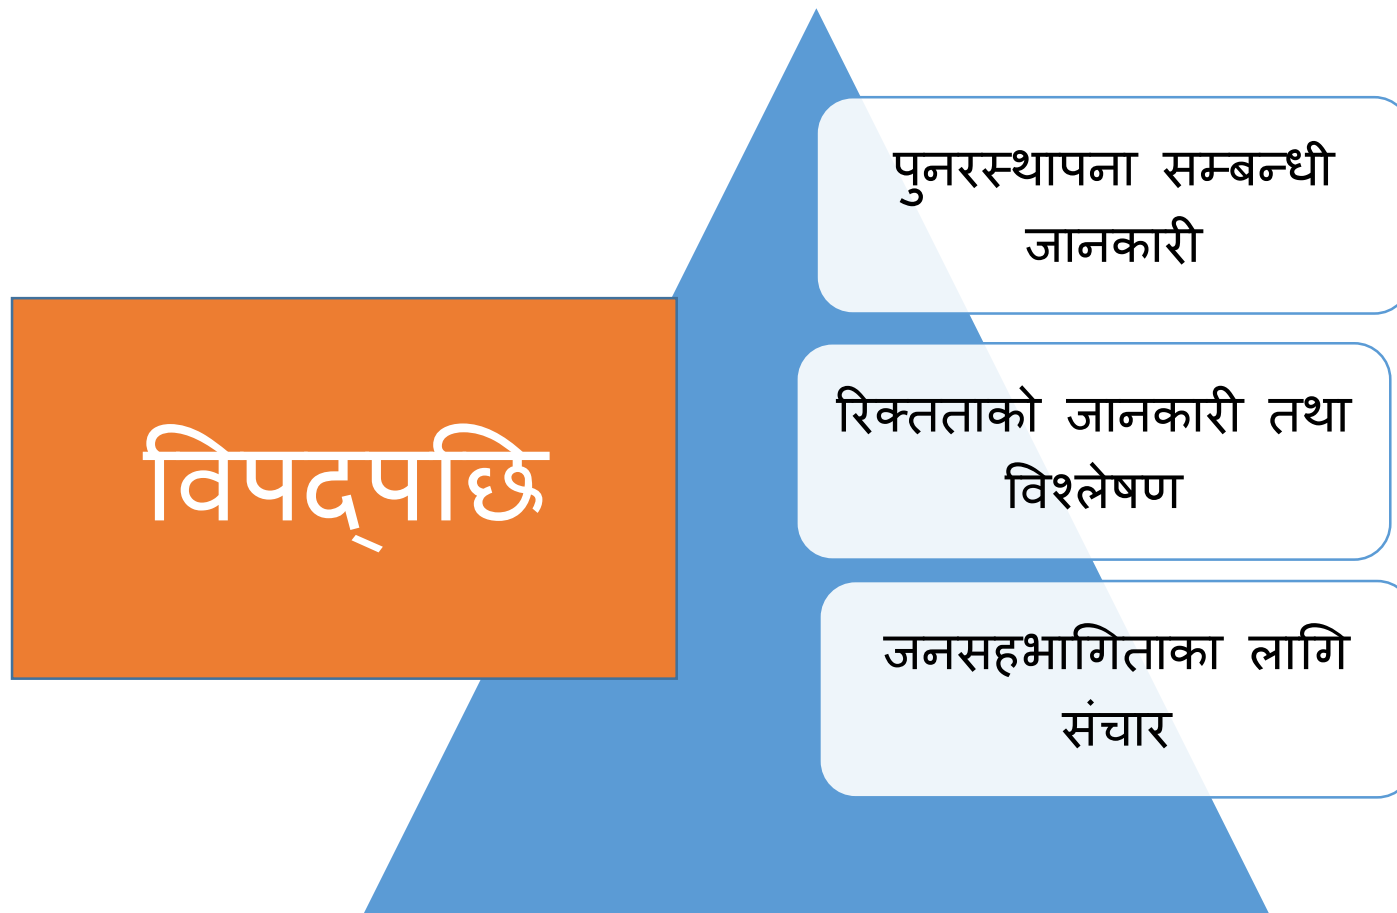 विपद्पछि
पुनरस्थापना सम्बन्धी
जानकारी
रिक्तताको जानकारी तथा
विश्लेषण
जनसहभागिताका लागि
संचार